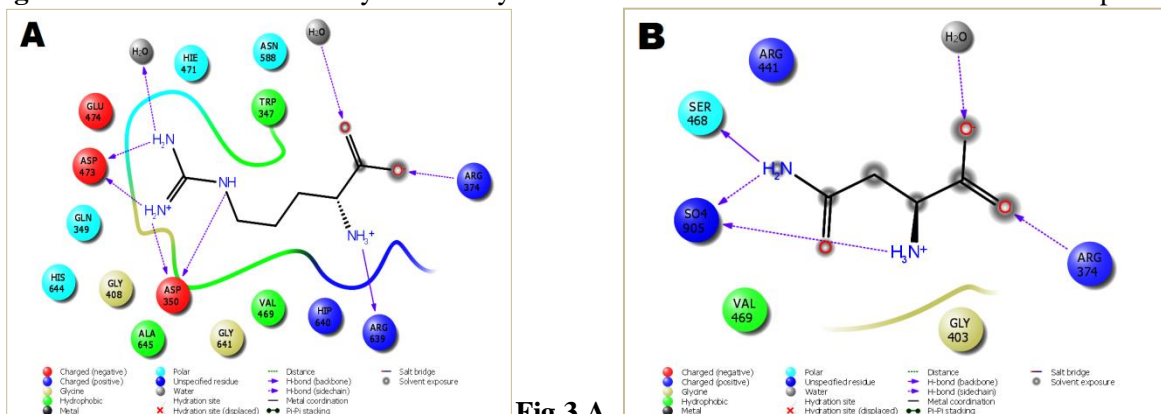 A
H₂O
HIE
471
ASN
588
H₂O
GLU
474
TRP
347
H₂N
ASP
473
NH
ARG
374
H₂N⁺
GLN
349
NH₃⁺
HIS
644
GLY
408
ASP
350
VAL
469
HIP
640
ARG
639
ALA
645
GLY
641
Charged (negative)
Charged (positive)
Glycine
Hydrophobic
Metal
Polar
Unspecified residue
Water
Hydration site
Hydration site (displaced)
Distance
H-bond (backbone)
H-bond (sidechain)
Metal coordination
Pi-Pi stacking
Salt bridge
Solvent exposure
Fig 3 A
B
H₂O
ARG
441
SER
468
O⁻
H₂N
SO4
905
O
O
H₃N⁺
ARG
374
VAL
469
GLY
403
Charged (negative)
Charged (positive)
Glycine
Hydrophobic
Metal
Polar
Unspecified residue
Water
Hydration site
Hydration site (displaced)
Distance
H-bond (backbone)
H-bond (sidechain)
Metal coordination
Pi-Pi stacking
Salt bridge
Solvent exposure